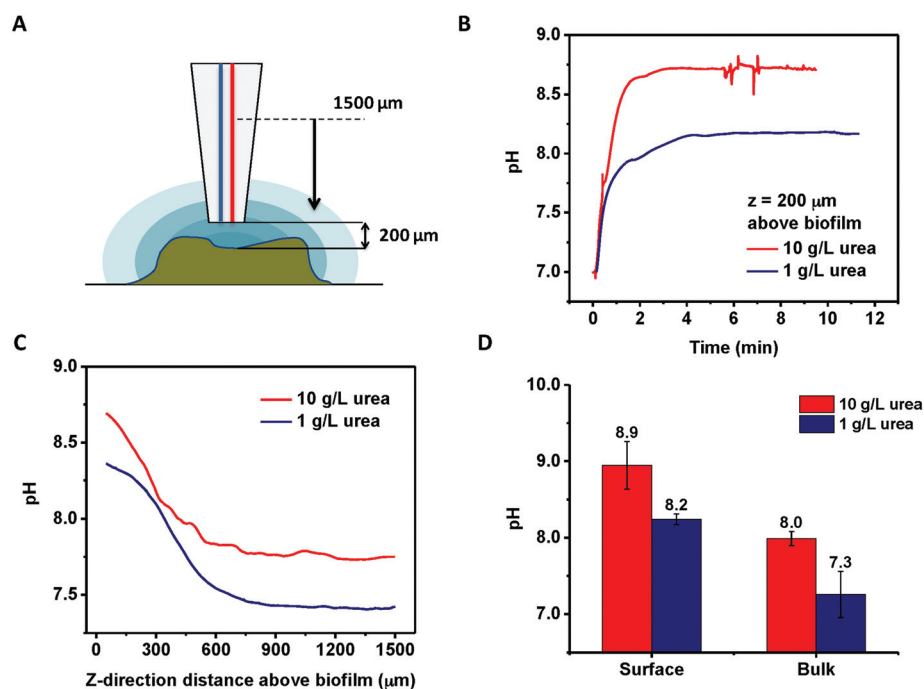 A
1500 µm
200 µm
B
9.0
8.5
8.0
7.5
7.0
pH
z = 200 µm
above biofilm
10 g/L urea
1 g/L urea
0 2 4 6 8 10 12
Time (min)
C
9.0
8.5
8.0
7.5
pH
10 g/L urea
1 g/L urea
0 300 600 900 1200 1500
Z-direction distance above biofilm (µm)
D
10.0
9.0
8.0
7.0
pH
10 g/L urea
1 g/L urea
8.9
8.2
8.0
7.3
Surface Bulk